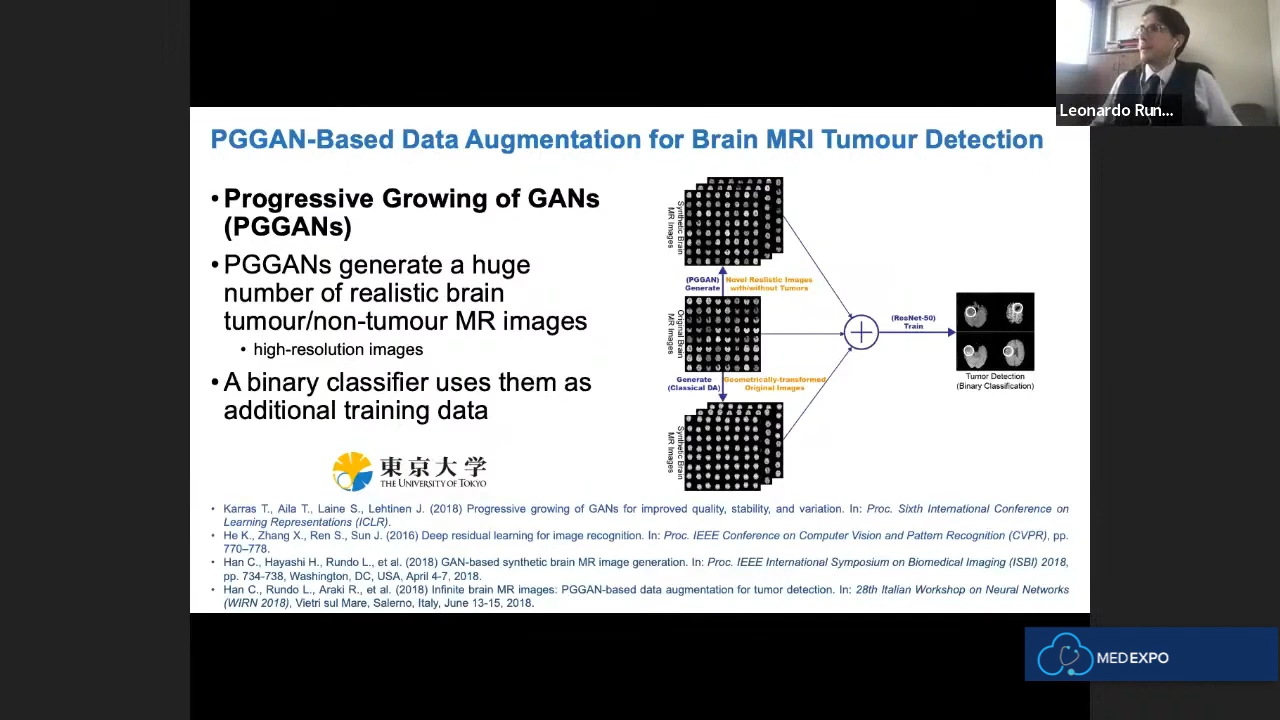 Leonardo Run...
PGGAN-Based Data Augmentation for Brain MRI Tumour Detection
• Progressive Growing of GANs
(PGGANs)
• PGGANs generate a huge
number of realistic brain
tumour/non-tumour MR images
• high-resolution images
• A binary classifier uses them as
additional training data
東京大学
THE UNIVERSITY OF TOKYO
Synthetic Brain
MR Images
(PGGAN)
Generate
Novel Realistic Images
with/without Tumors
Original Brain
MR Images
Generate
(Classical DA)
Geometrically-transformed
Original Images
Synthetic Brain
MR Images
(ResNet-50)
Train
Tumor Detection
(Binary Classification)
• Karras T., Aila T., Laine S., Lehtinen J. (2018) Progressive growing of GANs for improved quality, stability, and variation. In: Proc. Sixth International Conference on
Learning Representations (ICLR).
• He K., Zhang X., Ren S., Sun J. (2016) Deep residual learning for image recognition. In: Proc. IEEE Conference on Computer Vision and Pattern Recognition (CVPR), pp.
770–778.
• Han C., Hayashi H., Rundo L., et al. (2018) GAN-based synthetic brain MR image generation. In: Proc. IEEE International Symposium on Biomedical Imaging (ISBI) 2018,
pp. 734-738, Washington, DC, USA, April 4-7, 2018.
• Han C., Rundo L., Araki R., et al. (2018) Infinite brain MR images: PGGAN-based data augmentation for tumor detection. In: 28th Italian Workshop on Neural Networks
(WIRN 2018), Vietri sul Mare, Salerno, Italy, June 13-15, 2018.
MEDEXPO